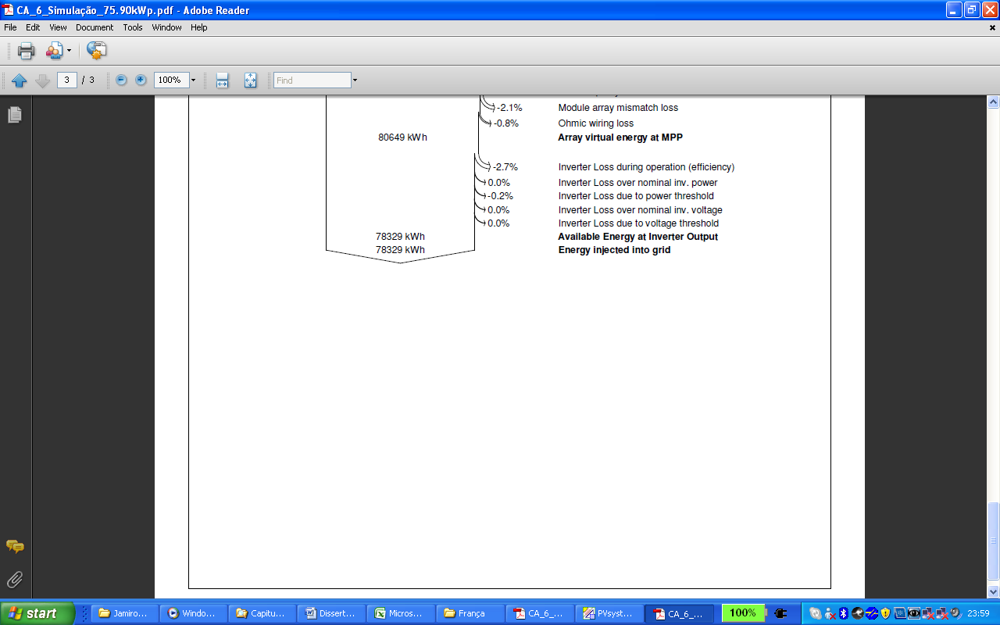 CA_6_Simulação_75.90kWp.pdf - Adobe Reader
File Edit View Document Tools Window Help
3 / 3 100% Find
-2.1% Module array mismatch loss
-0.8% Ohmic wiring loss
80649 kWh Array virtual energy at MPP
-2.7% Inverter Loss during operation (efficiency)
0.0% Inverter Loss over nominal inv. power
-0.2% Inverter Loss due to power threshold
0.0% Inverter Loss over nominal inv. voltage
0.0% Inverter Loss due to voltage threshold
78329 kWh Available Energy at Inverter Output
78329 kWh Energy injected into grid
start Jamiro... Windo... Capitu... Dissert... Micros... França CA_6_... PVsyst... CA_6_... 100% 23:59